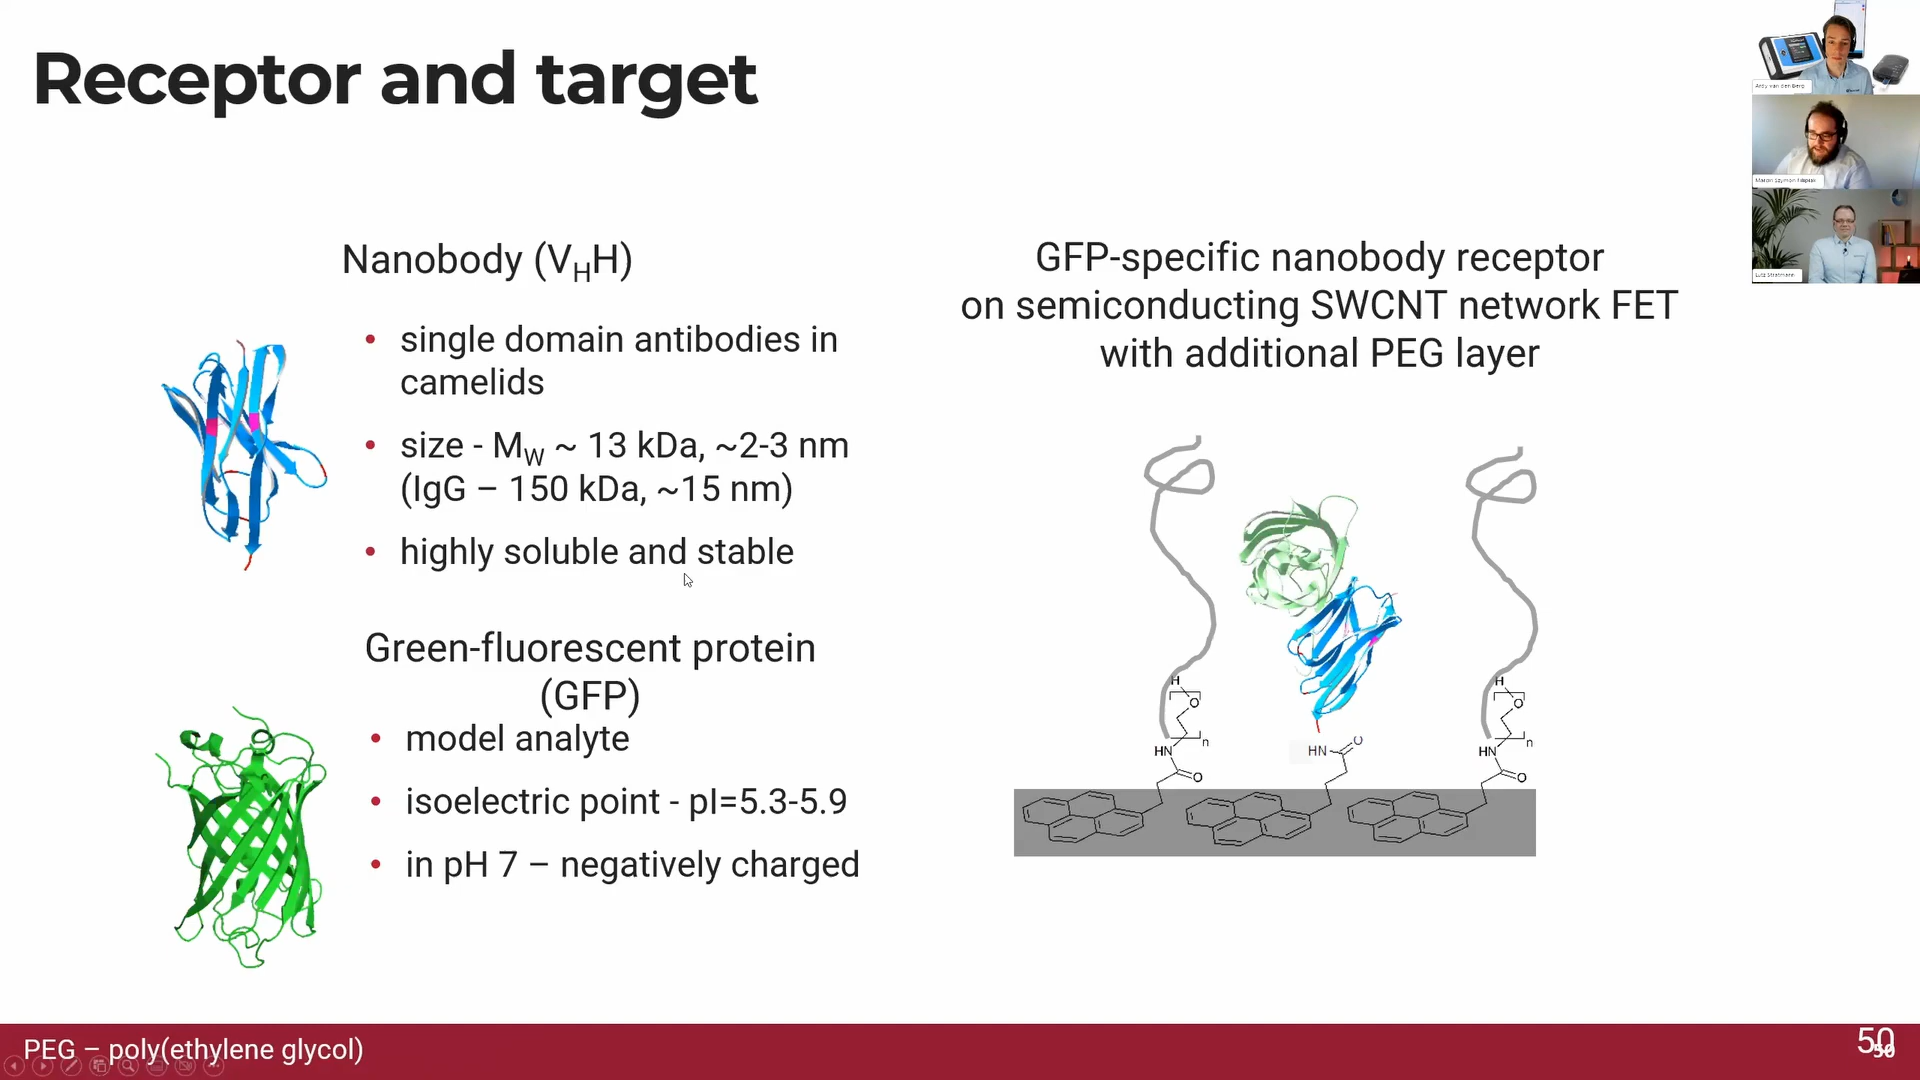 Receptor and target
Nanobody (VHH)
• single domain antibodies in
camelids
• size - MW ~ 13 kDa, ~2-3 nm
(IgG – 150 kDa, ~15 nm)
• highly soluble and stable
Green-fluorescent protein
(GFP)
• model analyte
• isoelectric point - pI=5.3-5.9
• in pH 7 – negatively charged
GFP-specific nanobody receptor
on semiconducting SWCNT network FET
with additional PEG layer
H
O
n
HN
O
HN
O
H
O
n
HN
O
Lutz Stratmann
PEG – poly(ethylene glycol)
50
50